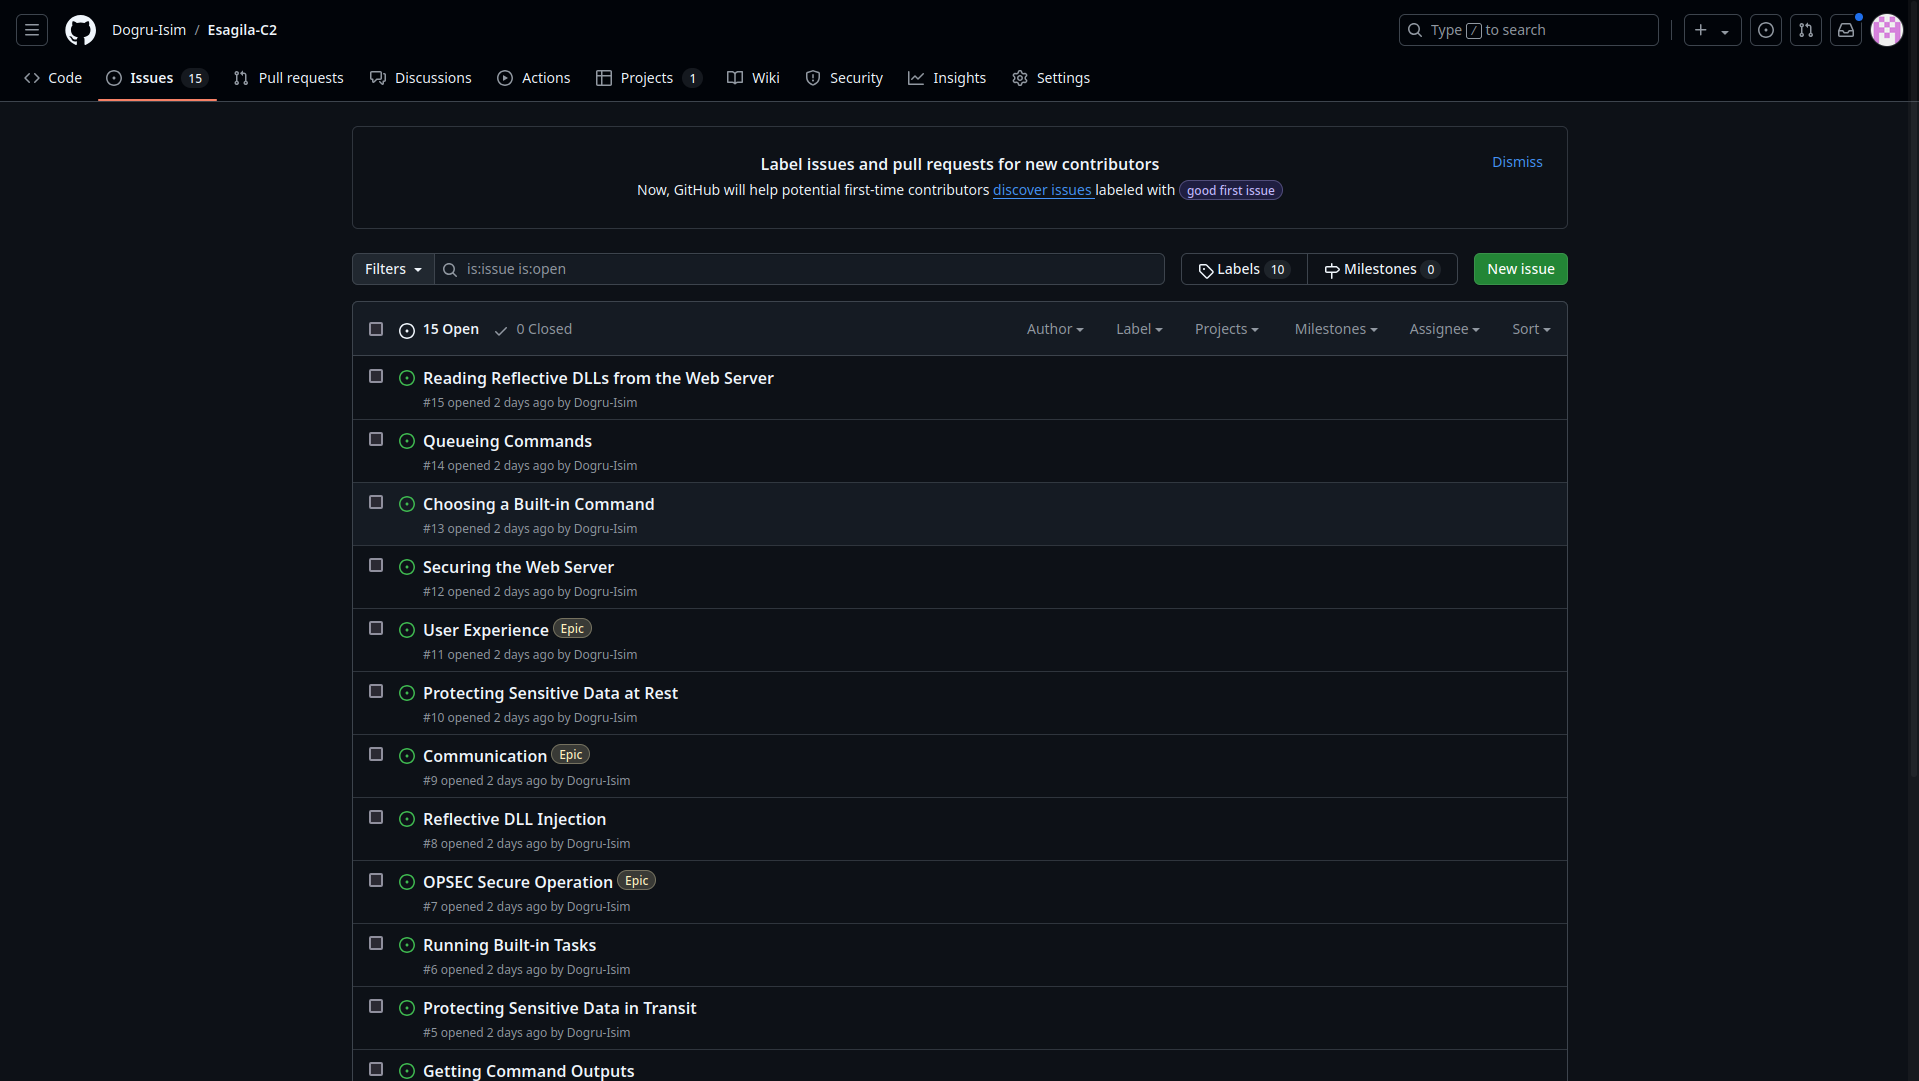 Dogru-Isim / Esagila-C2
Type / to search
Code Issues 15 Pull requests Discussions Actions Projects 1 Wiki Security Insights Settings
Label issues and pull requests for new contributors
Dismiss
Now, GitHub will help potential first-time contributors discover issues labeled with good first issue
Filters is:issue is:open Labels 10 Milestones 0 New issue
15 Open 0 Closed Author Label Projects Milestones Assignee Sort
Reading Reflective DLLs from the Web Server
#15 opened 2 days ago by Dogru-Isim
Queueing Commands
#14 opened 2 days ago by Dogru-Isim
Choosing a Built-in Command
#13 opened 2 days ago by Dogru-Isim
Securing the Web Server
#12 opened 2 days ago by Dogru-Isim
User Experience Epic
#11 opened 2 days ago by Dogru-Isim
Protecting Sensitive Data at Rest
#10 opened 2 days ago by Dogru-Isim
Communication Epic
#9 opened 2 days ago by Dogru-Isim
Reflective DLL Injection
#8 opened 2 days ago by Dogru-Isim
OPSEC Secure Operation Epic
#7 opened 2 days ago by Dogru-Isim
Running Built-in Tasks
#6 opened 2 days ago by Dogru-Isim
Protecting Sensitive Data in Transit
#5 opened 2 days ago by Dogru-Isim
Getting Command Outputs